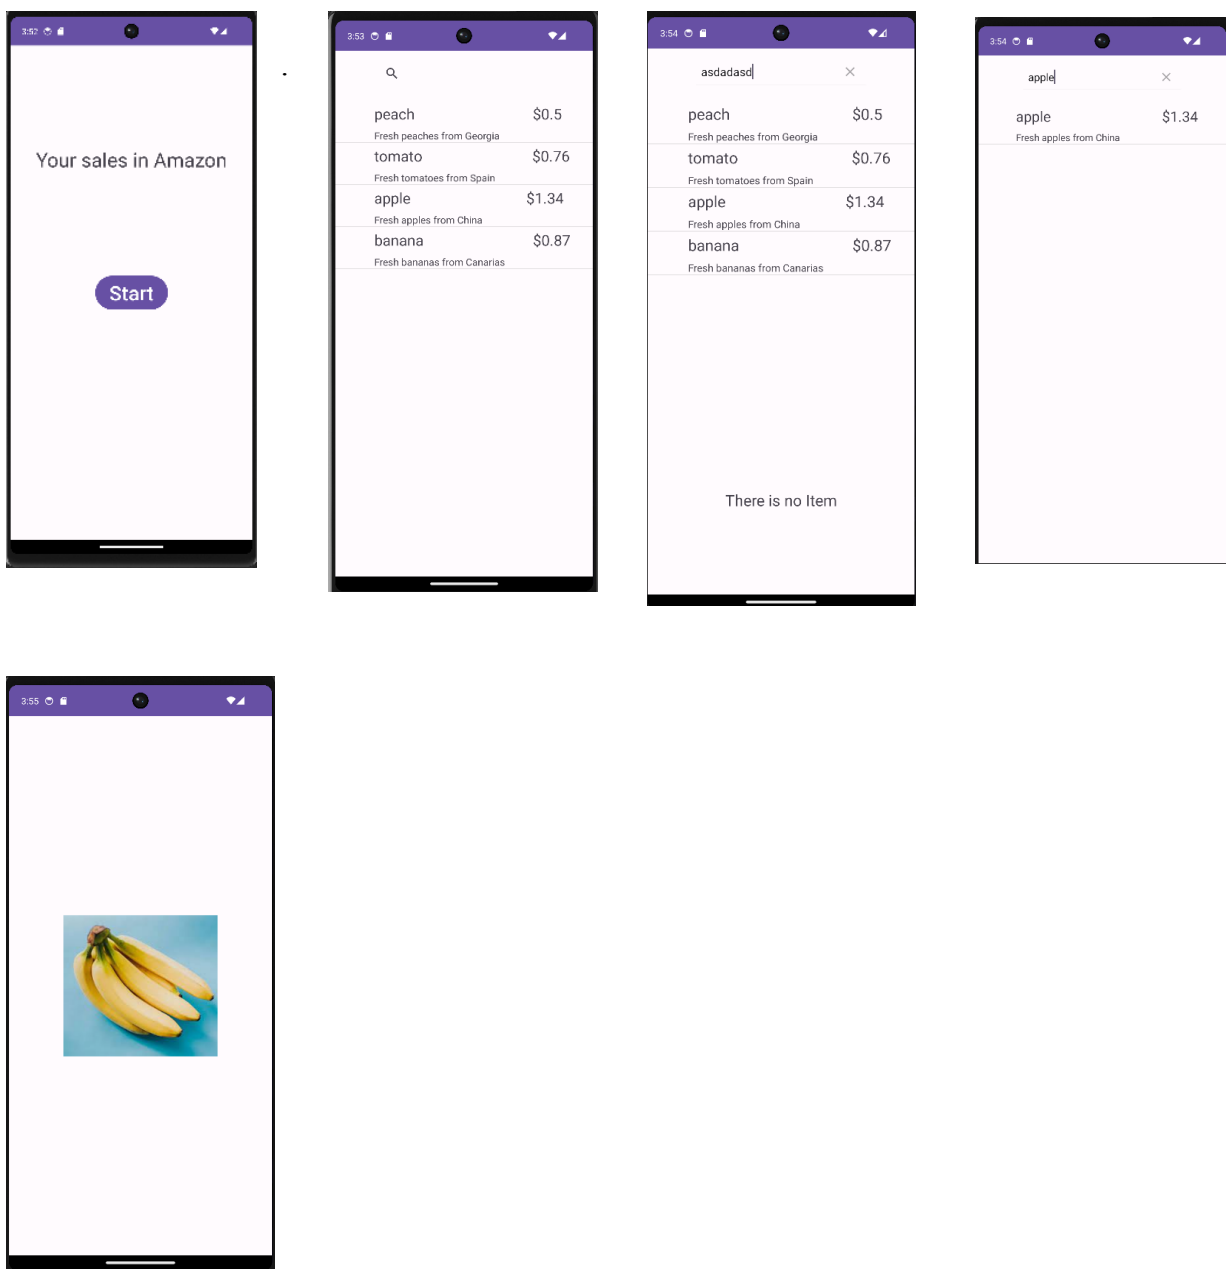 3:52
Your sales in Amazon
Start
.
3:53
peach $0.5
Fresh peaches from Georgia
tomato $0.76
Fresh tomatoes from Spain
apple $1.34
Fresh apples from China
banana $0.87
Fresh bananas from Canarias
3:54
asdadasd
peach $0.5
Fresh peaches from Georgia
tomato $0.76
Fresh tomatoes from Spain
apple $1.34
Fresh apples from China
banana $0.87
Fresh bananas from Canarias
There is no Item
3:54
apple
apple $1.34
Fresh apples from China
3:55